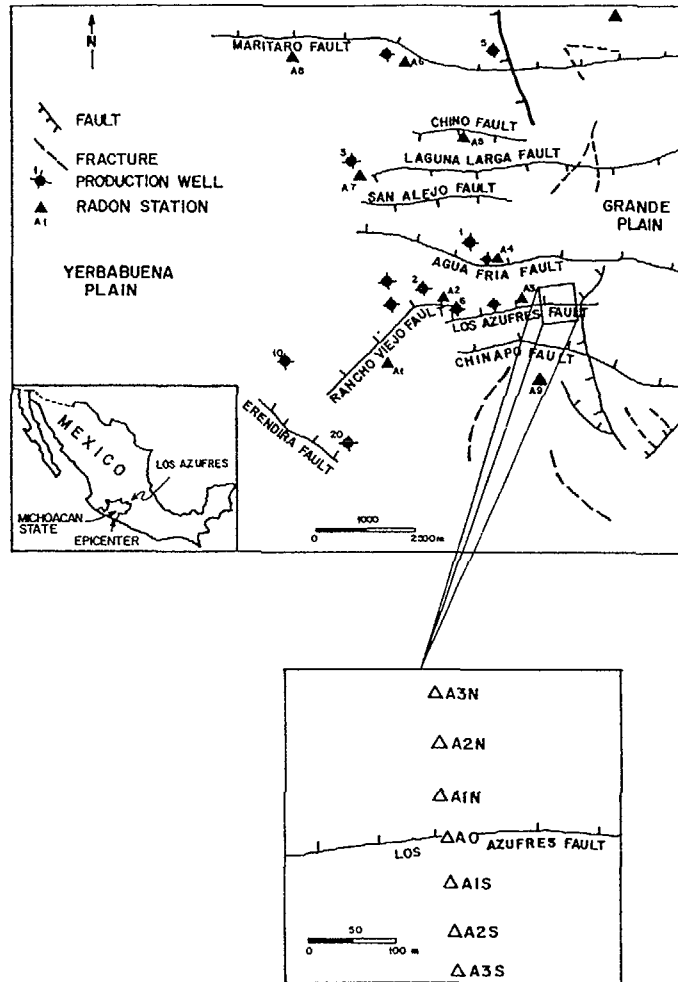 N
MARITARO FAULT
A8
A6
5
FAULT
FRACTURE
1 PRODUCTION WELL
A1 RADON STATION
CHINO FAULT
A5
3
LAGUNA LARGA FAULT
A7
SAN ALEJO FAULT
GRANDE
PLAIN
1
A4
AGUA FRIA FAULT
YERBABUENA
PLAIN
2
A2
A3
6
LOS AZUFRES FAULT
RANCHO VIEJO FAULT
CHINAPO FAULT
10
A1
A9
ERENDIRA FAULT
20
MEXICO
LOS AZUFRES
MICHOACAN
STATE
EPICENTER
1000
0 2000 m
A3N
A2N
A1N
A0
LOS AZUFRES FAULT
A1S
50
A2S
0 100 m
A3S